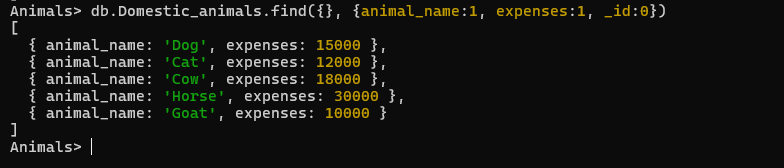 Animals> db.Domestic_animals.find({}, {animal_name:1, expenses:1, _id:0})
[
  { animal_name: 'Dog', expenses: 15000 },
  { animal_name: 'Cat', expenses: 12000 },
  { animal_name: 'Cow', expenses: 18000 },
  { animal_name: 'Horse', expenses: 30000 },
  { animal_name: 'Goat', expenses: 10000 }
]
Animals>